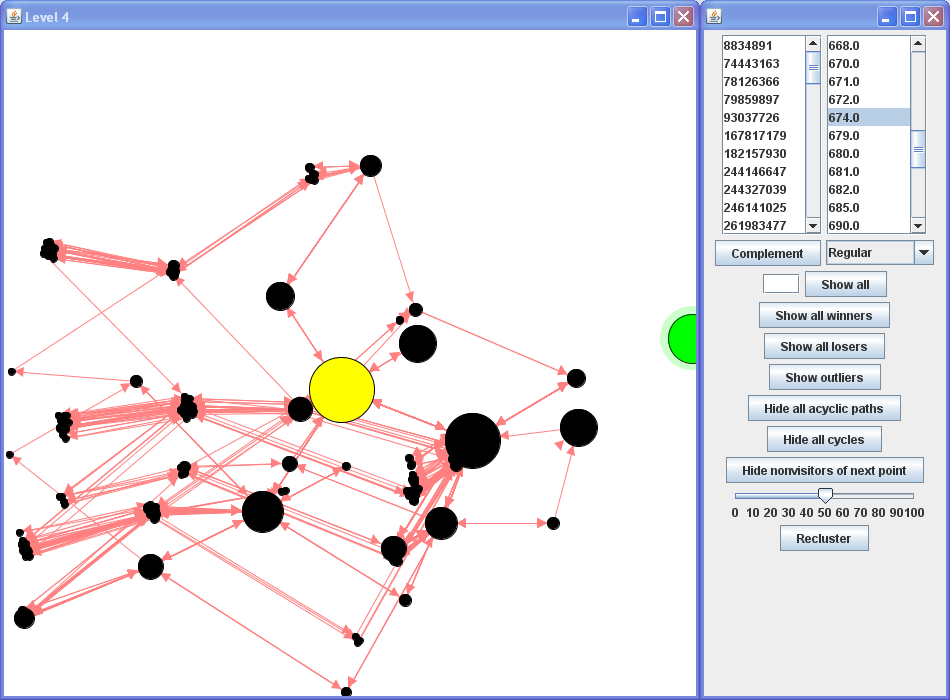 Level 4
8834891 668.0
74443163 670.0
78126366 671.0
79859897 672.0
93037726 674.0
167817179 679.0
182157930 680.0
244146647 681.0
244327039 682.0
246141025 685.0
261983477 690.0
Complement Regular
Show all
Show all winners
Show all losers
Show outliers
Hide all acyclic paths
Hide all cycles
Hide nonvisitors of next point
0 10 20 30 40 50 60 70 80 90100
Recluster